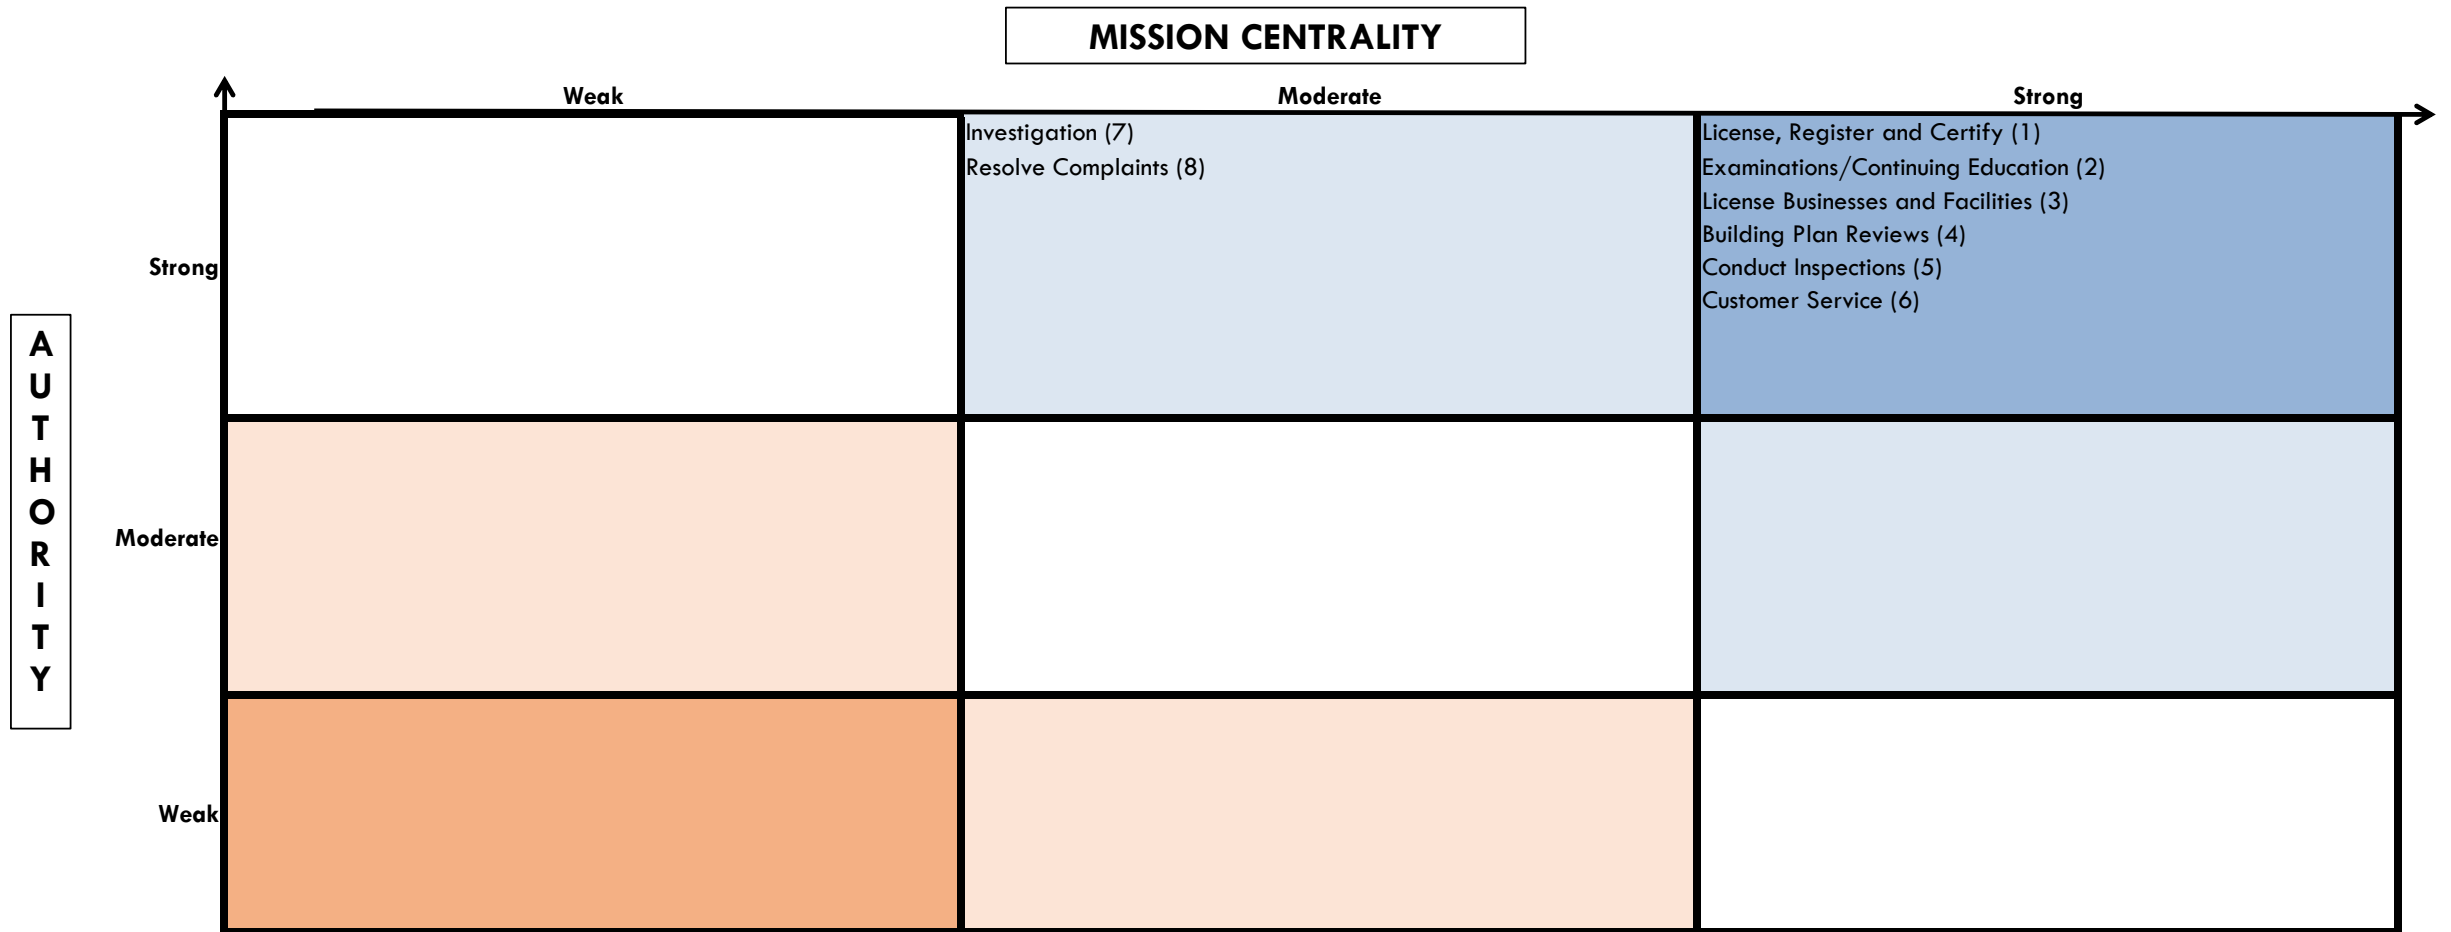 MISSION CENTRALITY
Weak
Moderate
Strong
Investigation (7)
Resolve Complaints (8)
License, Register and Certify (1)
Examinations/Continuing Education (2)
License Businesses and Facilities (3)
Building Plan Reviews (4)
Conduct Inspections (5)
Customer Service (6)
Strong
A
U
T
H
O
R
I
T
Y
Moderate
Weak